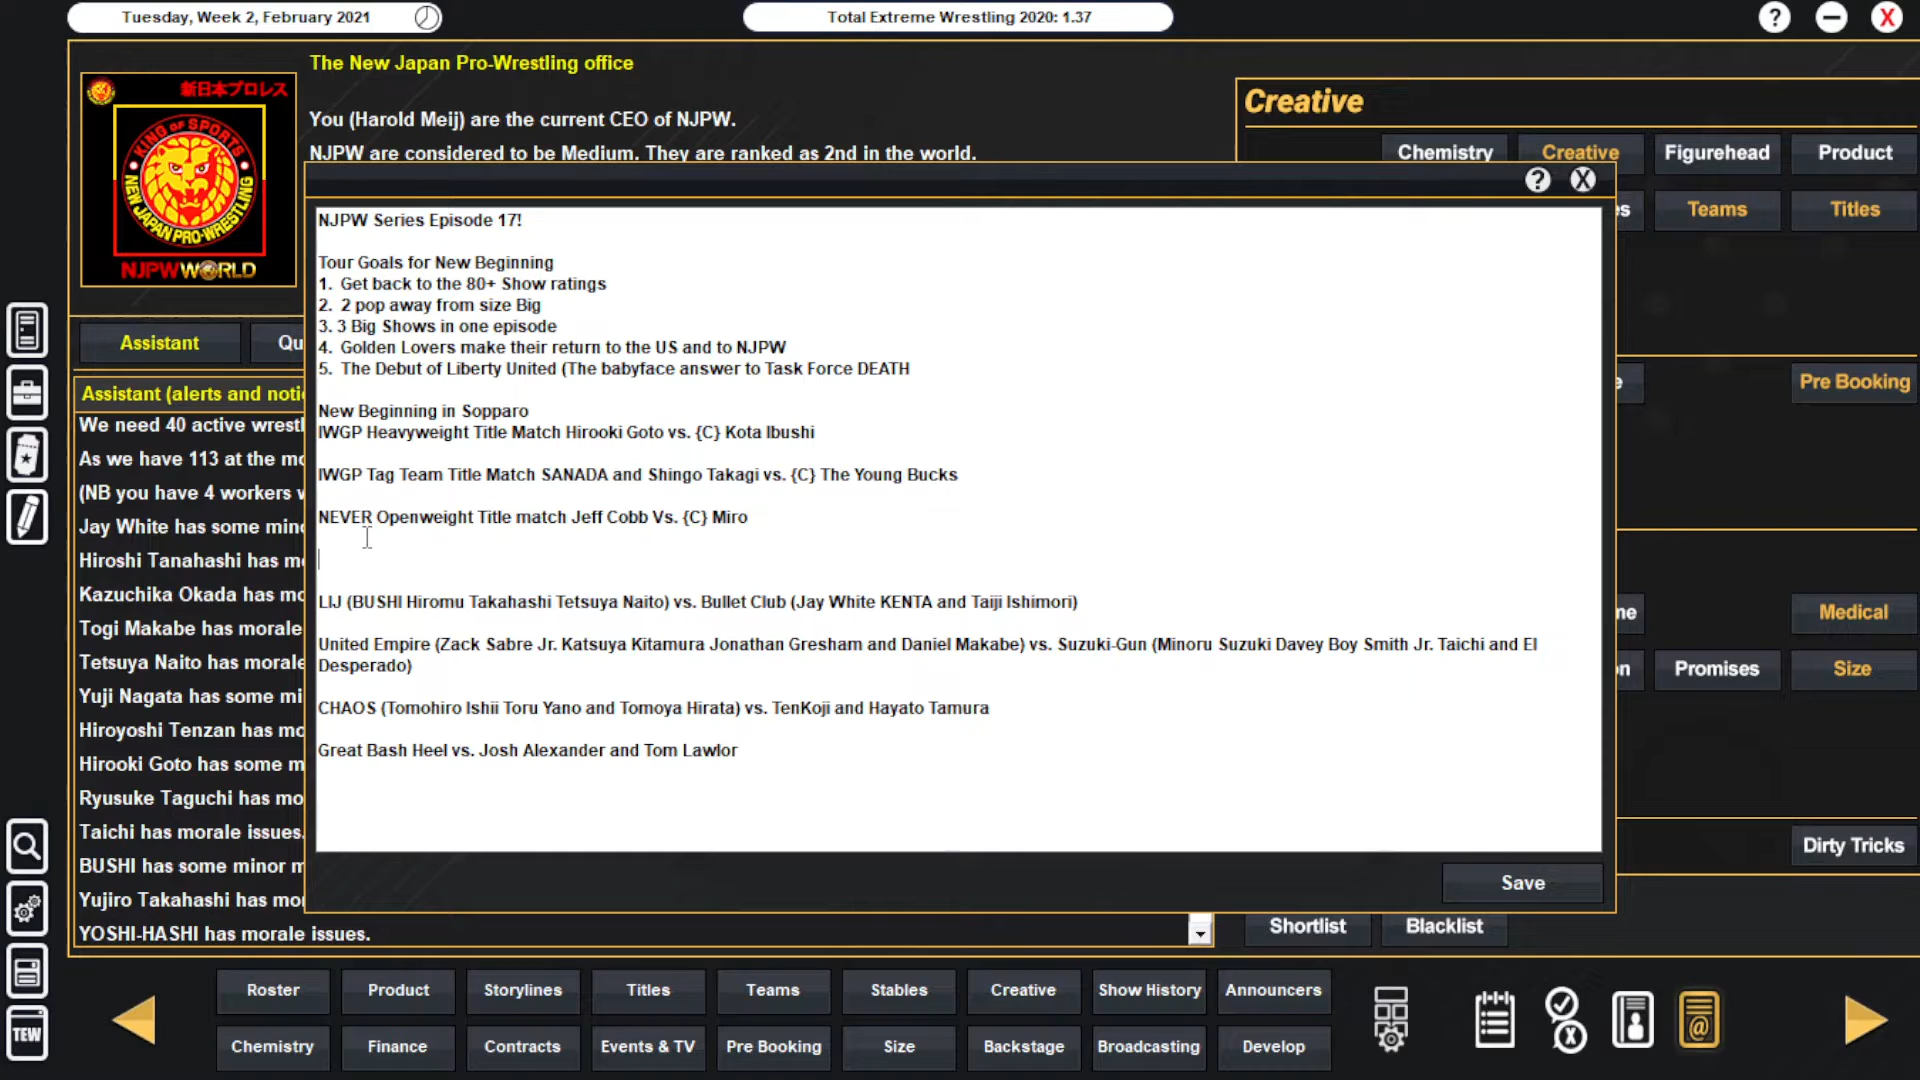 Tuesday, Week 2, February 2021
Total Extreme Wrestling 2020: 1.37
?
X
新日本プロレス
KING OF SPORTS
NEW JAPAN PRO-WRESTLING
NJPWWORLD
The New Japan Pro-Wrestling office
You (Harold Meij) are the current CEO of NJPW.
NJPW are considered to be Medium. They are ranked as 2nd in the world.
Creative
Chemistry
Creative
Figurehead
Product
Teams
Titles
Pre Booking
Medical
Promises
Size
Dirty Tricks
Shortlist
Blacklist
Assistant
Qu
Assistant (alerts and noti
We need 40 active wrestl
As we have 113 at the mo
(NB you have 4 workers w
Jay White has some mino
Hiroshi Tanahashi has mo
Kazuchika Okada has mo
Togi Makabe has morale
Tetsuya Naito has morale
Yuji Nagata has some mi
Hiroyoshi Tenzan has mo
Hirooki Goto has some m
Ryusuke Taguchi has mo
Taichi has morale issues.
BUSHI has some minor m
Yujiro Takahashi has mo
YOSHI-HASHI has morale issues.
?
X
NJPW Series Episode 17!
Tour Goals for New Beginning
1. Get back to the 80+ Show ratings
2. 2 pop away from size Big
3. 3 Big Shows in one episode
4. Golden Lovers make their return to the US and to NJPW
5. The Debut of Liberty United (The babyface answer to Task Force DEATH
New Beginning in Sopparo
IWGP Heavyweight Title Match Hirooki Goto vs. {C} Kota Ibushi
IWGP Tag Team Title Match SANADA and Shingo Takagi vs. {C} The Young Bucks
NEVER Openweight Title match Jeff Cobb Vs. {C} Miro
LIJ (BUSHI Hiromu Takahashi Tetsuya Naito) vs. Bullet Club (Jay White KENTA and Taiji Ishimori)
United Empire (Zack Sabre Jr. Katsuya Kitamura Jonathan Gresham and Daniel Makabe) vs. Suzuki-Gun (Minoru Suzuki Davey Boy Smith Jr. Taichi and El
Desperado)
CHAOS (Tomohiro Ishii Toru Yano and Tomoya Hirata) vs. TenKoji and Hayato Tamura
Great Bash Heel vs. Josh Alexander and Tom Lawlor
Save
TEW
Roster
Product
Storylines
Titles
Teams
Stables
Creative
Show History
Announcers
Chemistry
Finance
Contracts
Events & TV
Pre Booking
Size
Backstage
Broadcasting
Develop